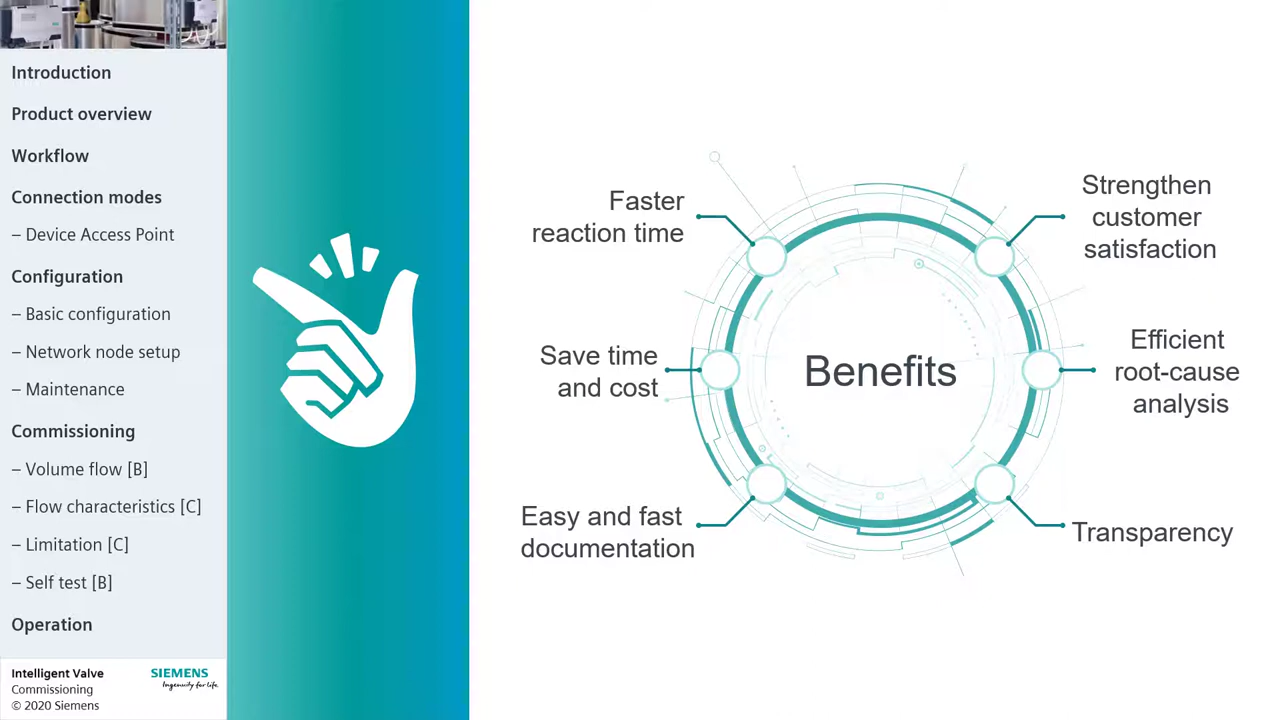 Introduction
Product overview
Workflow
Connection modes
– Device Access Point
Configuration
– Basic configuration
– Network node setup
– Maintenance
Commissioning
– Volume flow [B]
– Flow characteristics [C]
– Limitation [C]
– Self test [B]
Operation
Intelligent Valve
Commissioning
© 2020 Siemens
SIEMENS
Ingenuity for life
Faster
reaction time
Save time
and cost
Easy and fast
documentation
Benefits
Strengthen
customer
satisfaction
Efficient
root-cause
analysis
Transparency